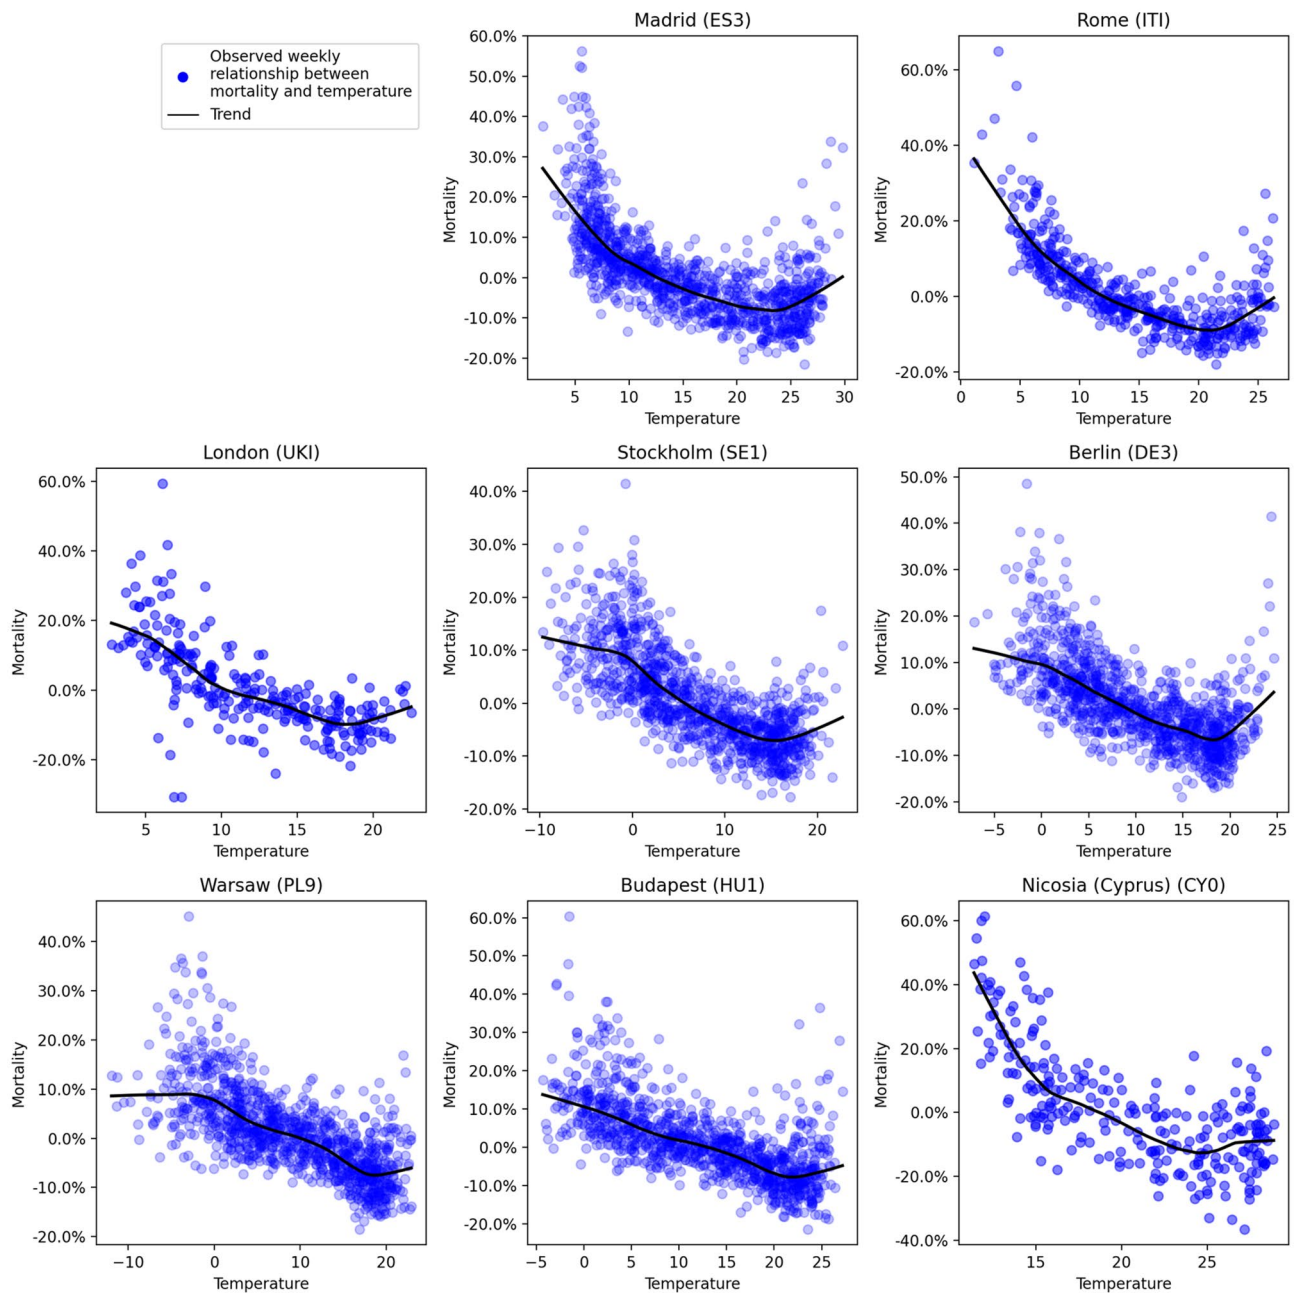 Observed weekly
relationship between
mortality and temperature
Trend
Madrid (ES3)
60.0%
50.0%
40.0%
30.0%
20.0%
10.0%
0.0%
-10.0%
-20.0%
Mortality
5 10 15 20 25 30
Temperature
Rome (ITI)
60.0%
40.0%
20.0%
0.0%
-20.0%
Mortality
0 5 10 15 20 25
Temperature
London (UKI)
60.0%
40.0%
20.0%
0.0%
-20.0%
Mortality
5 10 15 20
Temperature
Stockholm (SE1)
40.0%
30.0%
20.0%
10.0%
0.0%
-10.0%
-20.0%
Mortality
−10 0 10 20
Temperature
Berlin (DE3)
50.0%
40.0%
30.0%
20.0%
10.0%
0.0%
-10.0%
-20.0%
Mortality
−5 0 5 10 15 20 25
Temperature
Warsaw (PL9)
40.0%
30.0%
20.0%
10.0%
0.0%
-10.0%
-20.0%
Mortality
−10 0 10 20
Temperature
Budapest (HU1)
60.0%
50.0%
40.0%
30.0%
20.0%
10.0%
0.0%
-10.0%
-20.0%
Mortality
−5 0 5 10 15 20 25
Temperature
Nicosia (Cyprus) (CY0)
60.0%
40.0%
20.0%
0.0%
-20.0%
-40.0%
Mortality
15 20 25
Temperature